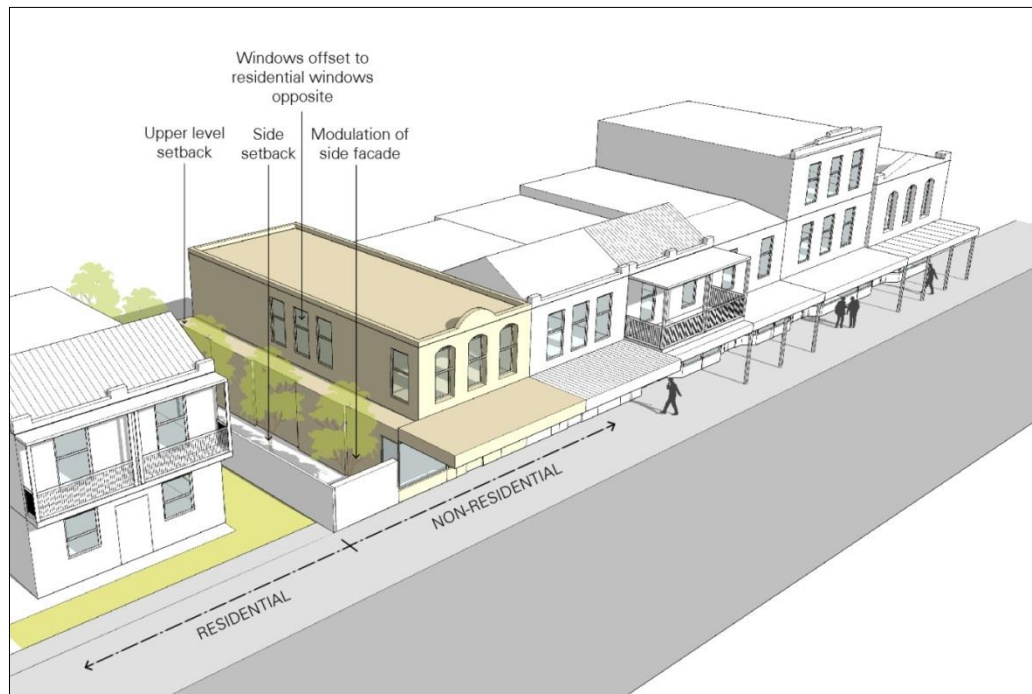 Windows offset to
residential windows
opposite
Upper level
setback
Side
setback
Modulation of
side facade
NON-RESIDENTIAL
RESIDENTIAL